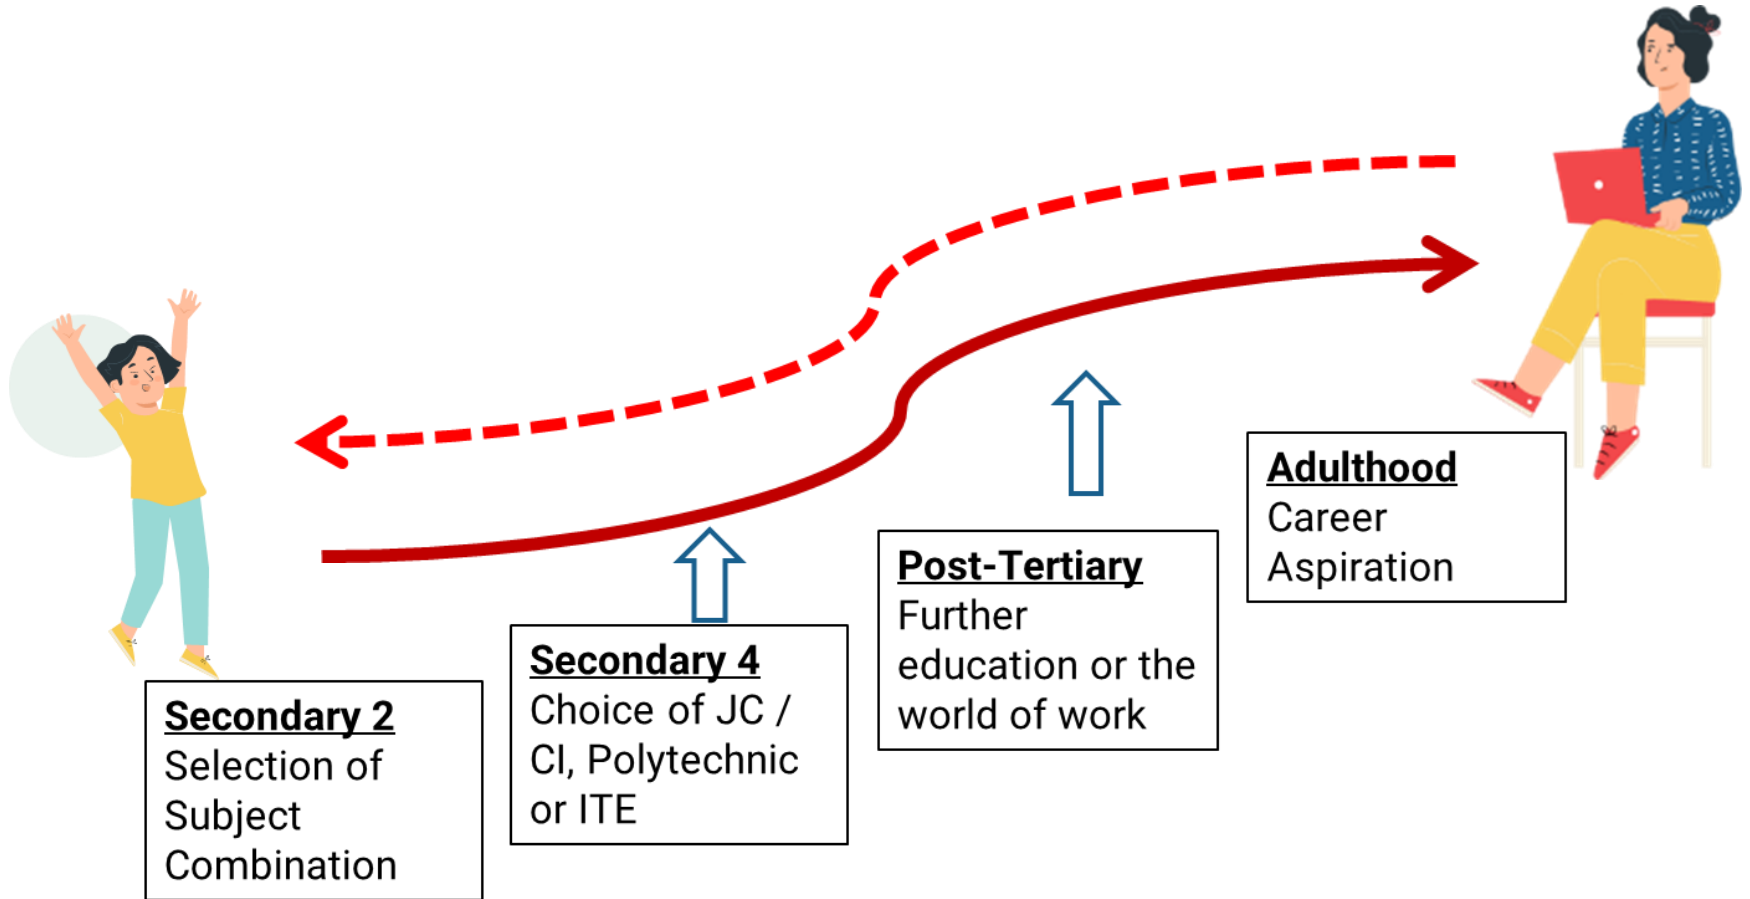 Secondary 2
Selection of
Subject
Combination
Secondary 4
Choice of JC /
CI, Polytechnic
or ITE
Post-Tertiary
Further
education or the
world of work
Adulthood
Career
Aspiration